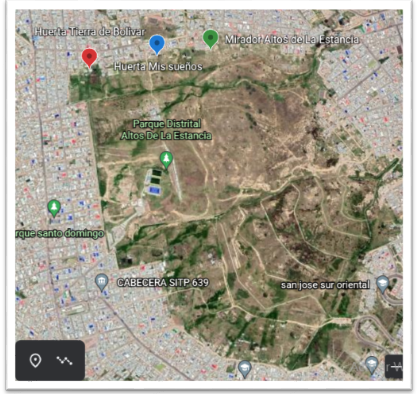 Huerta Tierra de Bolívar
Mirador Altos de La Estancia
Huerta Mis sueños
Parque Distrital
Altos De La Estancia
rque santo domingo
CABECERA SITP 639
san jose sur oriental